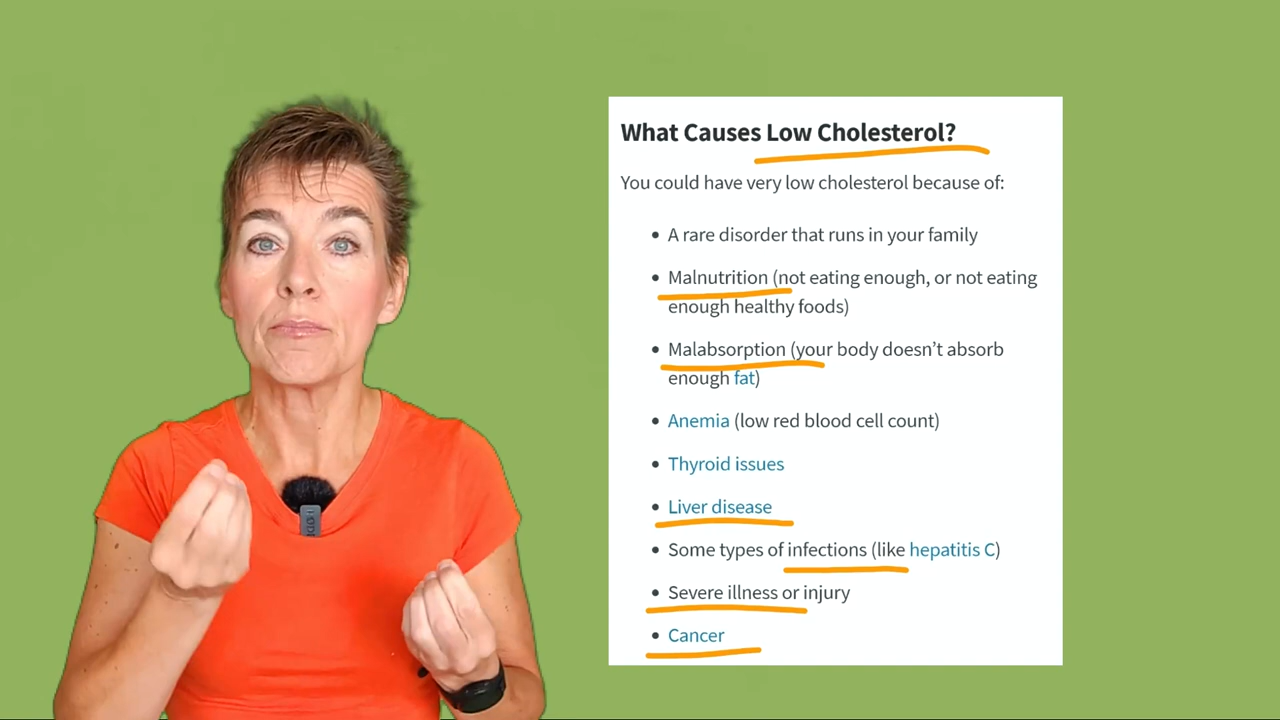 What Causes Low Cholesterol?
You could have very low cholesterol because of:
• A rare disorder that runs in your family
• Malnutrition (not eating enough, or not eating
enough healthy foods)
• Malabsorption (your body doesn’t absorb
enough fat)
• Anemia (low red blood cell count)
• Thyroid issues
• Liver disease
• Some types of infections (like hepatitis C)
• Severe illness or injury
• Cancer